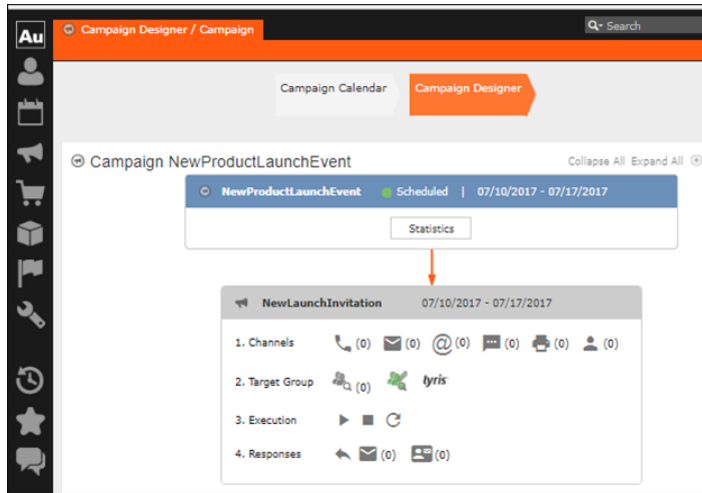 Au
Campaign Designer / Campaign
Search
Campaign Calendar
Campaign Designer
Campaign NewProductLaunchEvent
Collapse All Expand All
NewProductLaunchEvent Scheduled | 07/10/2017 - 07/17/2017
Statistics
NewLaunchInvitation 07/10/2017 - 07/17/2017
1. Channels (0) (0) @ (0) (0) (0) (0)
2. Target Group (0) lyris
3. Execution
4. Responses (0) (0)